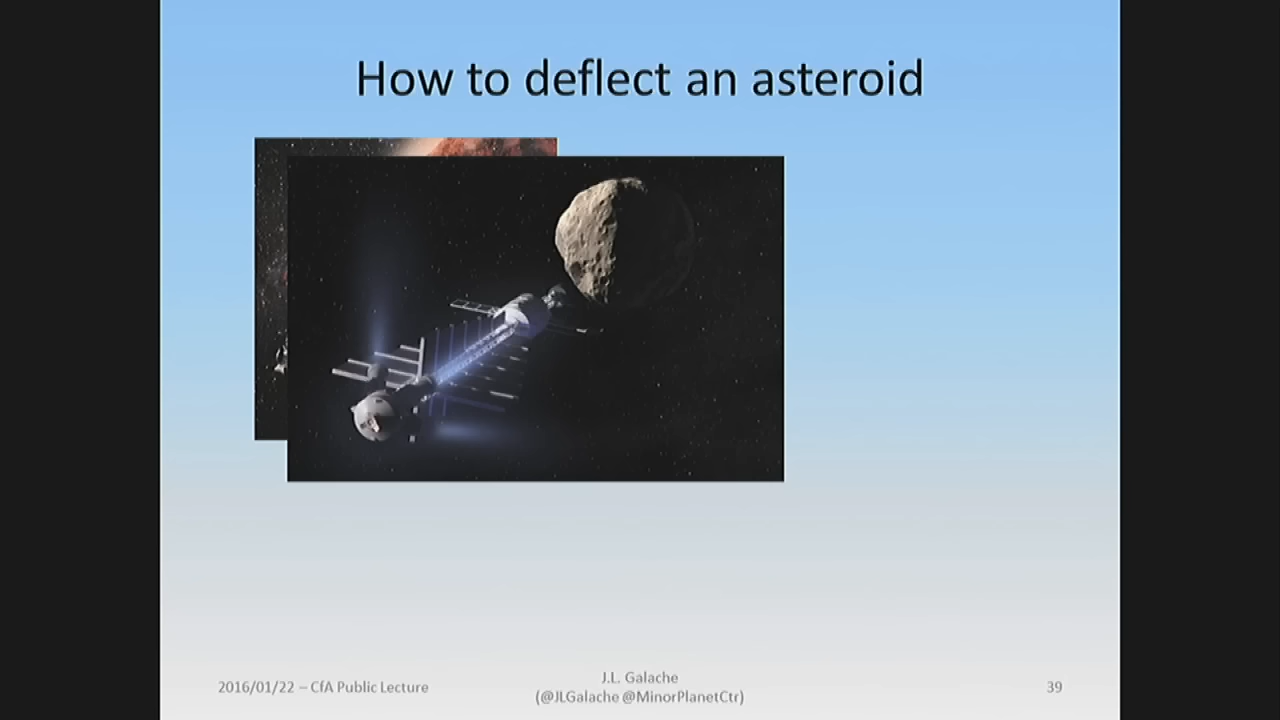 How to deflect an asteroid
2016/01/22 – CfA Public Lecture
J.L. Galache
(@JLGalache @MinorPlanetCtr)
39